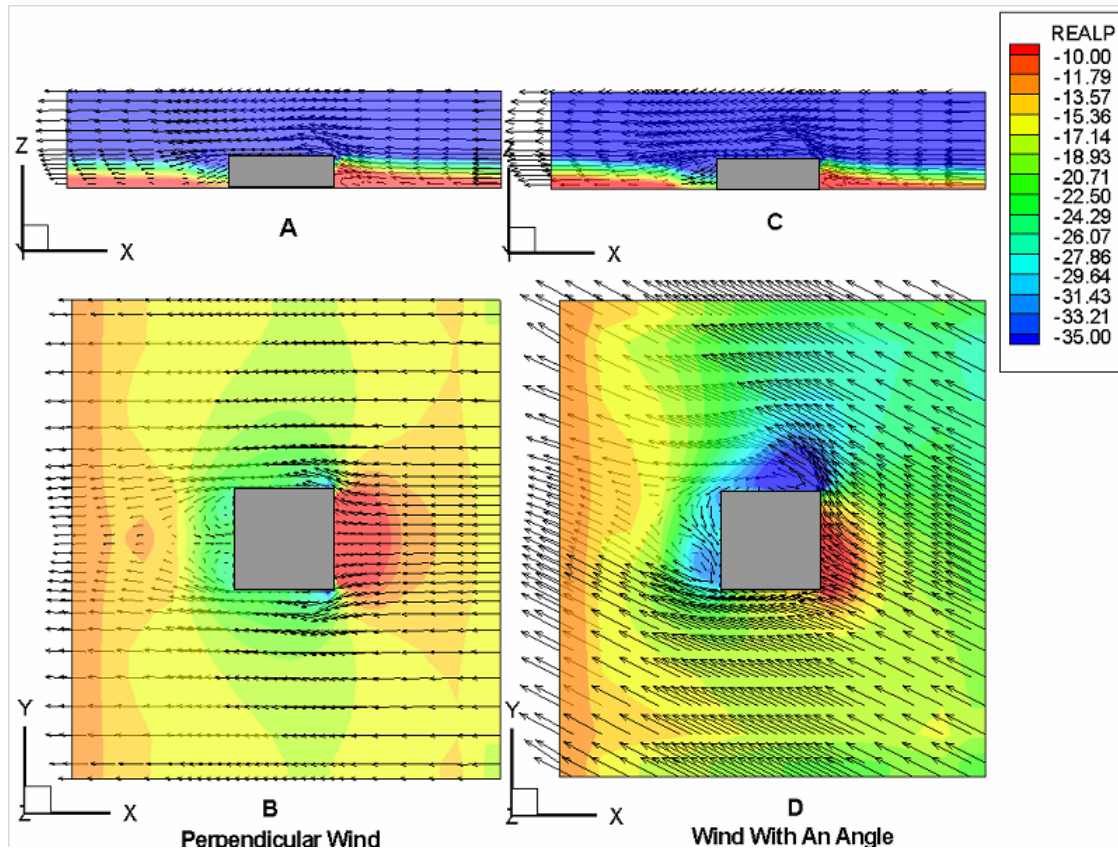 REALP
-10.00
-11.79
-13.57
-15.36
-17.14
-18.93
-20.71
-22.50
-24.29
-26.07
-27.86
-29.64
-31.43
-33.21
-35.00
Z
A
X
Z
C
X
Y
B
X
Perpendicular Wind
Y
D
X
Wind With An Angle